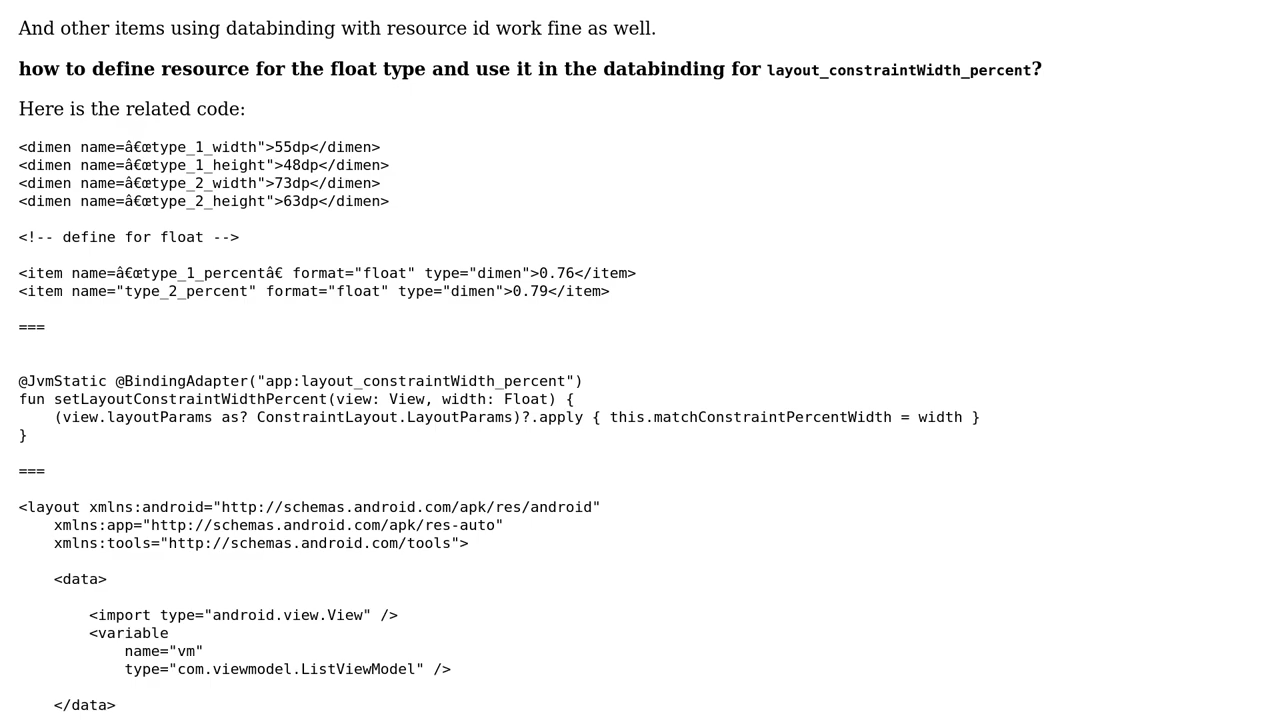 And other items using databinding with resource id work fine as well.
how to define resource for the float type and use it in the databinding for layout_constraintWidth_percent?
Here is the related code:
<dimen name=â€œtype_1_width">55dp</dimen>
<dimen name=â€œtype_1_height">48dp</dimen>
<dimen name=â€œtype_2_width">73dp</dimen>
<dimen name=â€œtype_2_height">63dp</dimen>
<!-- define for float -->
<item name=â€œtype_1_percentâ€ format="float" type="dimen">0.76</item>
<item name="type_2_percent" format="float" type="dimen">0.79</item>
===
@JvmStatic @BindingAdapter("app:layout_constraintWidth_percent")
fun setLayoutConstraintWidthPercent(view: View, width: Float) {
    (view.layoutParams as? ConstraintLayout.LayoutParams)?.apply { this.matchConstraintPercentWidth = width }
}
===
<layout xmlns:android="http://schemas.android.com/apk/res/android"
    xmlns:app="http://schemas.android.com/apk/res-auto"
    xmlns:tools="http://schemas.android.com/tools">
    <data>
        <import type="android.view.View" />
        <variable
            name="vm"
            type="com.viewmodel.ListViewModel" />
    </data>